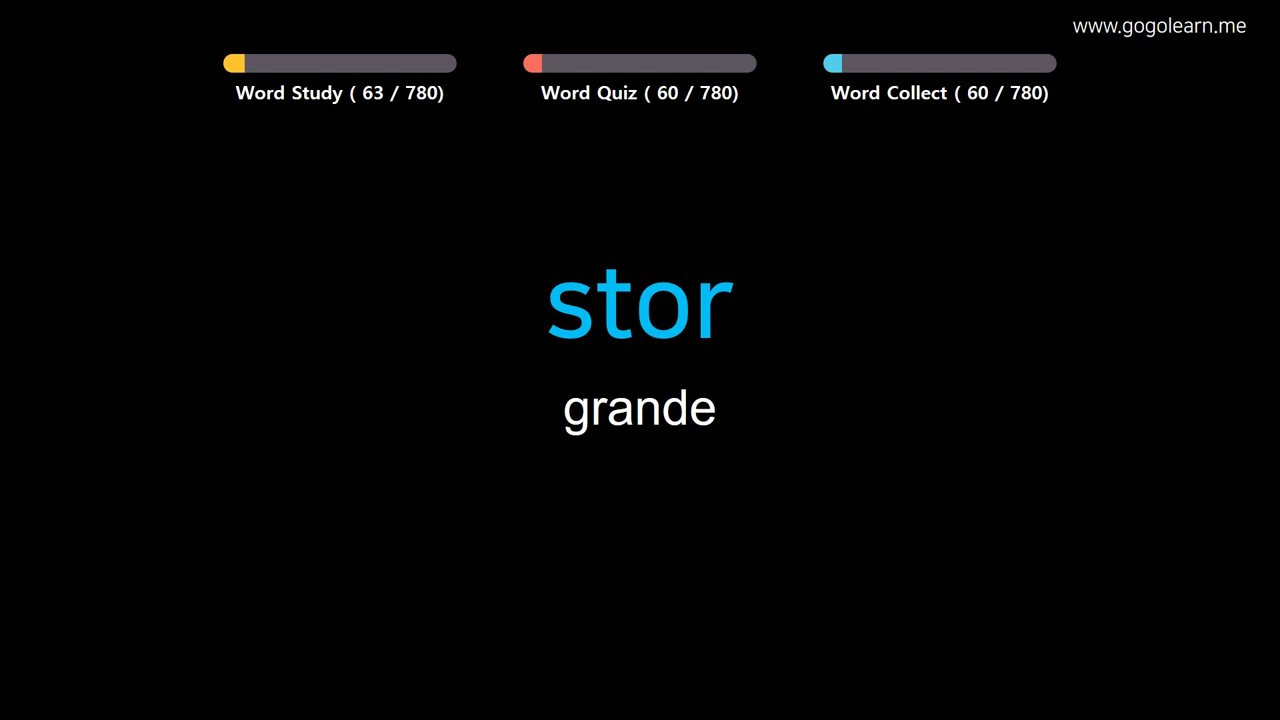 www.gogolearn.me
Word Study ( 63 / 780)
Word Quiz ( 60 / 780)
Word Collect ( 60 / 780)
stor
grande